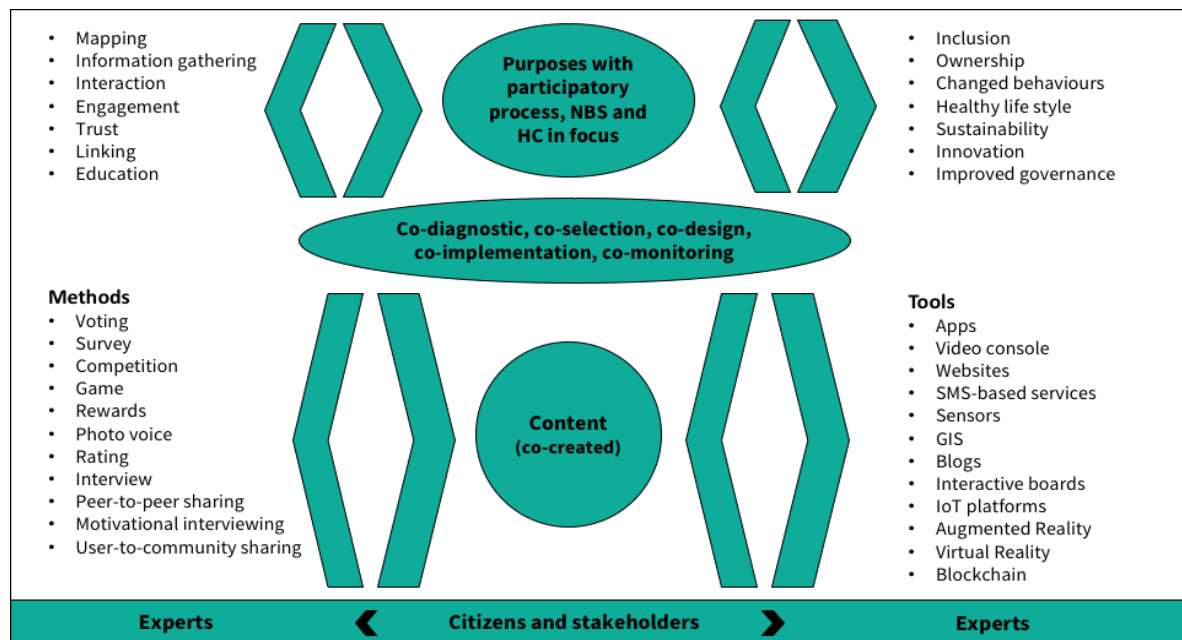 • Mapping
• Information gathering
• Interaction
• Engagement
• Trust
• Linking
• Education
Purposes with
participatory
process, NBS and
HC in focus
• Inclusion
• Ownership
• Changed behaviours
• Healthy life style
• Sustainability
• Innovation
• Improved governance
Co-diagnostic, co-selection, co-design,
co-implementation, co-monitoring
Methods
• Voting
• Survey
• Competition
• Game
• Rewards
• Photo voice
• Rating
• Interview
• Peer-to-peer sharing
• Motivational interviewing
• User-to-community sharing
Content
(co-created)
Tools
• Apps
• Video console
• Websites
• SMS-based services
• Sensors
• GIS
• Blogs
• Interactive boards
• IoT platforms
• Augmented Reality
• Virtual Reality
• Blockchain
Experts
Citizens and stakeholders
Experts